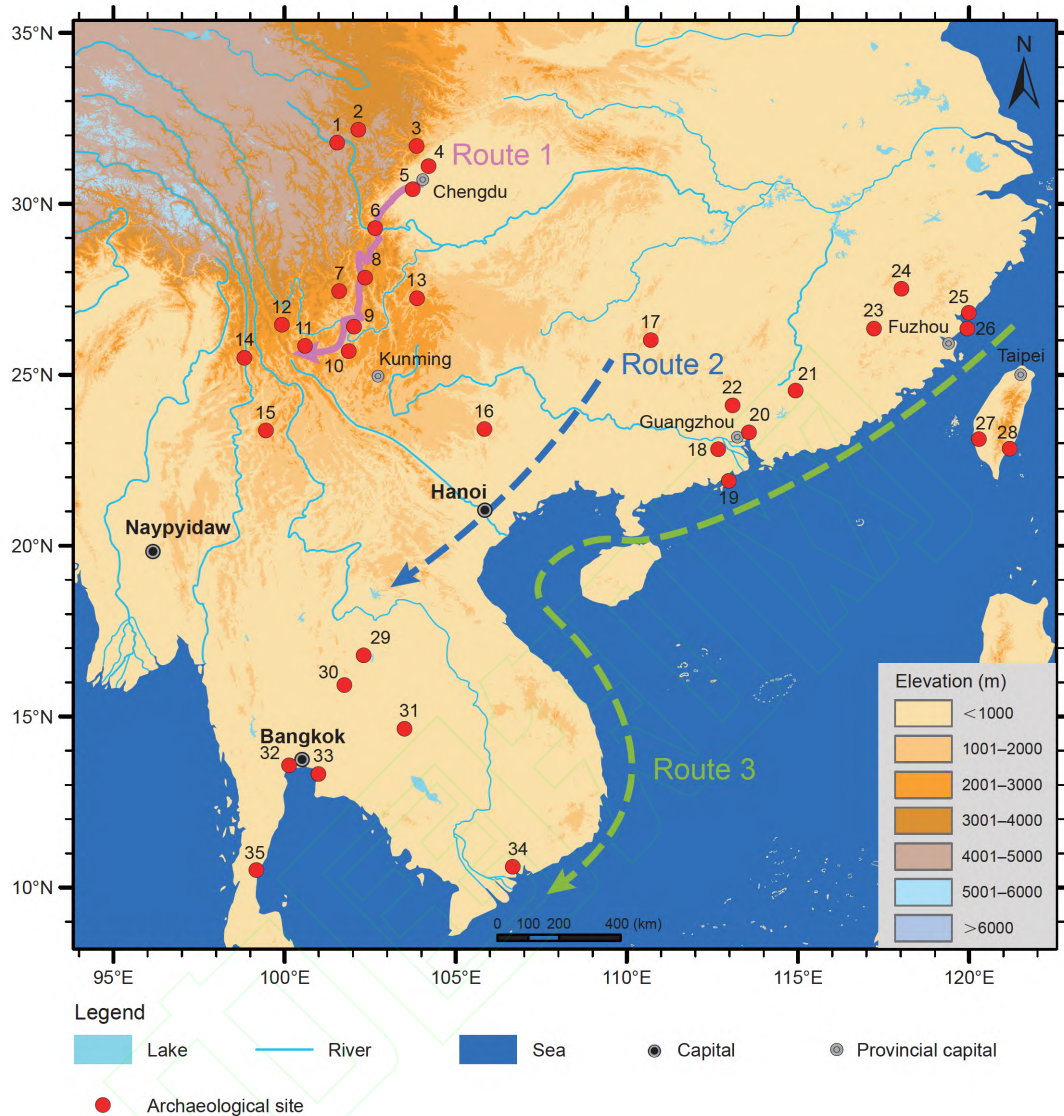 35°N
30°N
25°N
20°N
15°N
10°N
95°E
100°E
105°E
110°E
115°E
120°E
N
1
2
3
4
Route 1
5
Chengdu
6
7
8
13
9
12
11
10
Kunming
14
15
16
17
Route 2
24
23
25
Fuzhou
26
Taipei
21
22
Guangzhou
20
18
19
27
28
Hanoi
Naypyidaw
29
30
31
Bangkok
32
33
34
35
Route 3
0 100 200 400 (km)
Elevation (m)
<1000
1001–2000
2001–3000
3001–4000
4001–5000
5001–6000
>6000
Legend
Lake
River
Sea
Capital
Provincial capital
Archaeological site